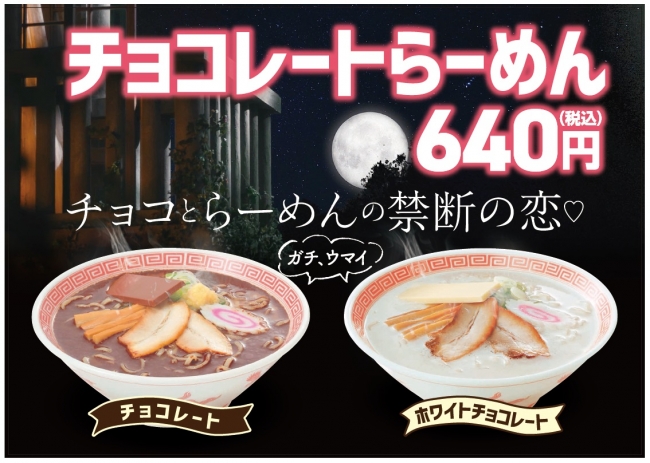 チョコレートらーめん
640円(税込)
チョコとらーめんの禁断の恋♡
ガチ、ウマイ
チョコレート
ホワイトチョコレート